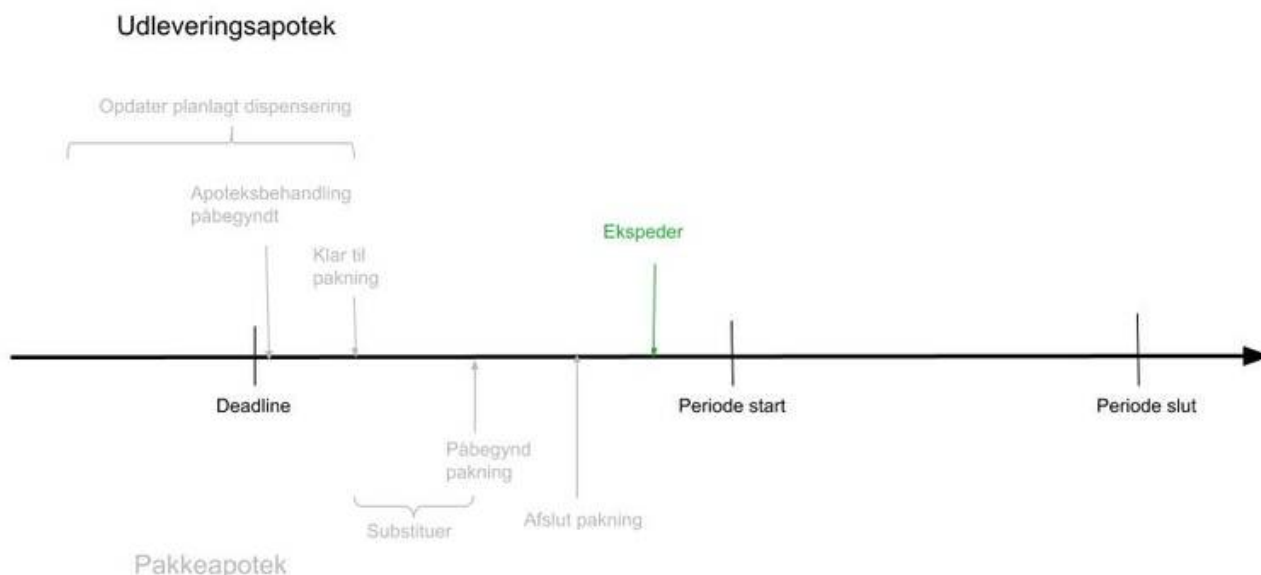 Udleveringsapotek
Opdater planlagt dispensering
Apoteksbehandling
påbegyndt
Klar til
pakning
Ekspeder
Deadline
Periode start
Periode slut
Påbegynd
pakning
Substituer
Afslut pakning
Pakkeapotek